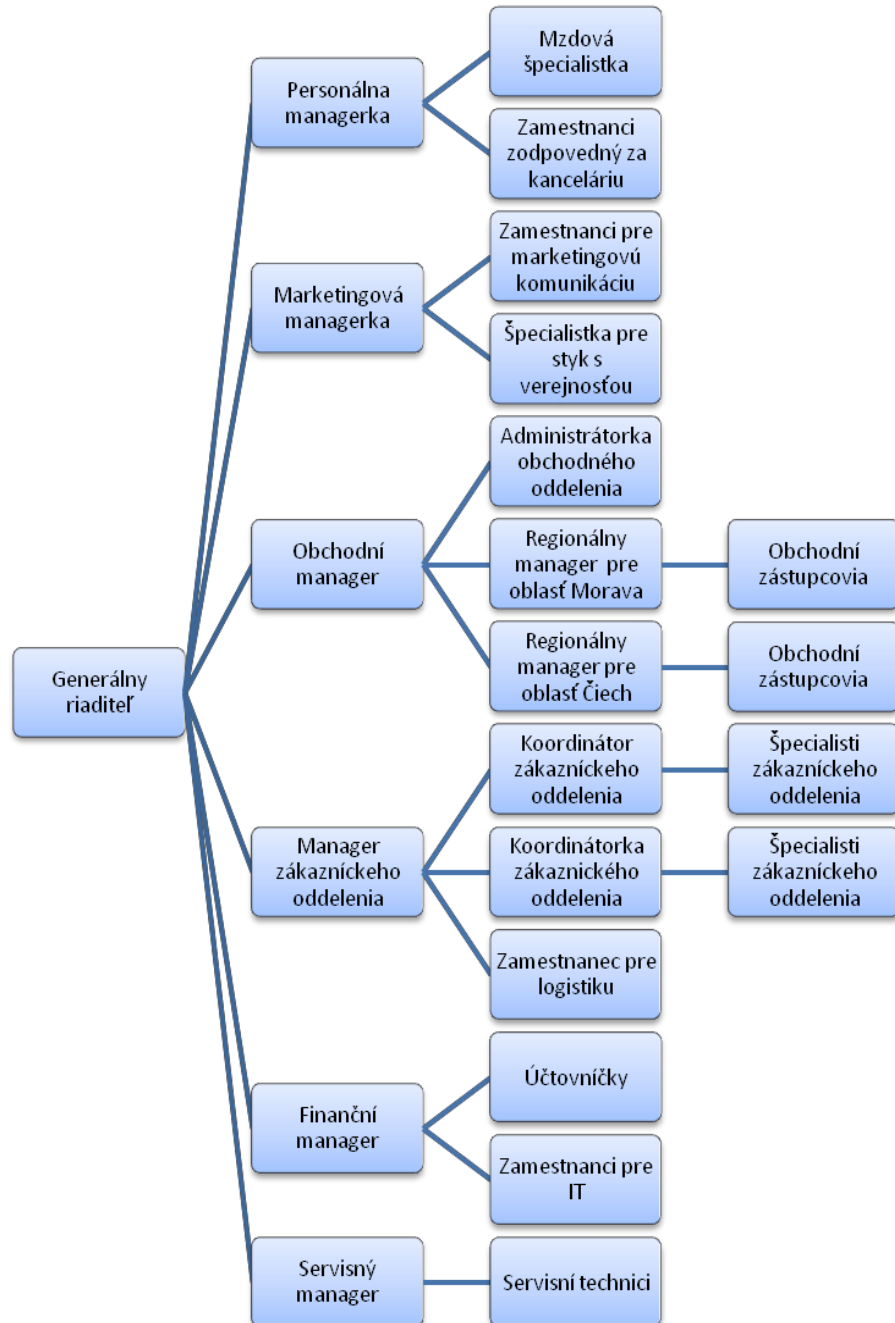 Mzdová
špecialistka
Personálna
managerka
Zamestnanci
zodpovedný za
kanceláriu
Zamestnanci pre
marketingovú
komunikáciu
Marketingová
managerka
Špecialistka pre
styk s
verejnosťou
Administrátorka
obchodného
oddelenia
Obchodní
manager
Regionálny
manager pre
oblasť Morava
Obchodní
zástupcovia
Regionálny
manager pre
oblasť Čiech
Obchodní
zástupcovia
Generálny
riaditeľ
Koordinátor
zákazníckeho
oddelenia
Špecialisti
zákazníckeho
oddelenia
Manager
zákazníckeho
oddelenia
Koordinátorka
zákaznického
oddelenia
Špecialisti
zákazníckeho
oddelenia
Zamestnanec pre
logistiku
Účtovníčky
Finanční
manager
Zamestnanci pre
IT
Servisný
manager
Servisní technici